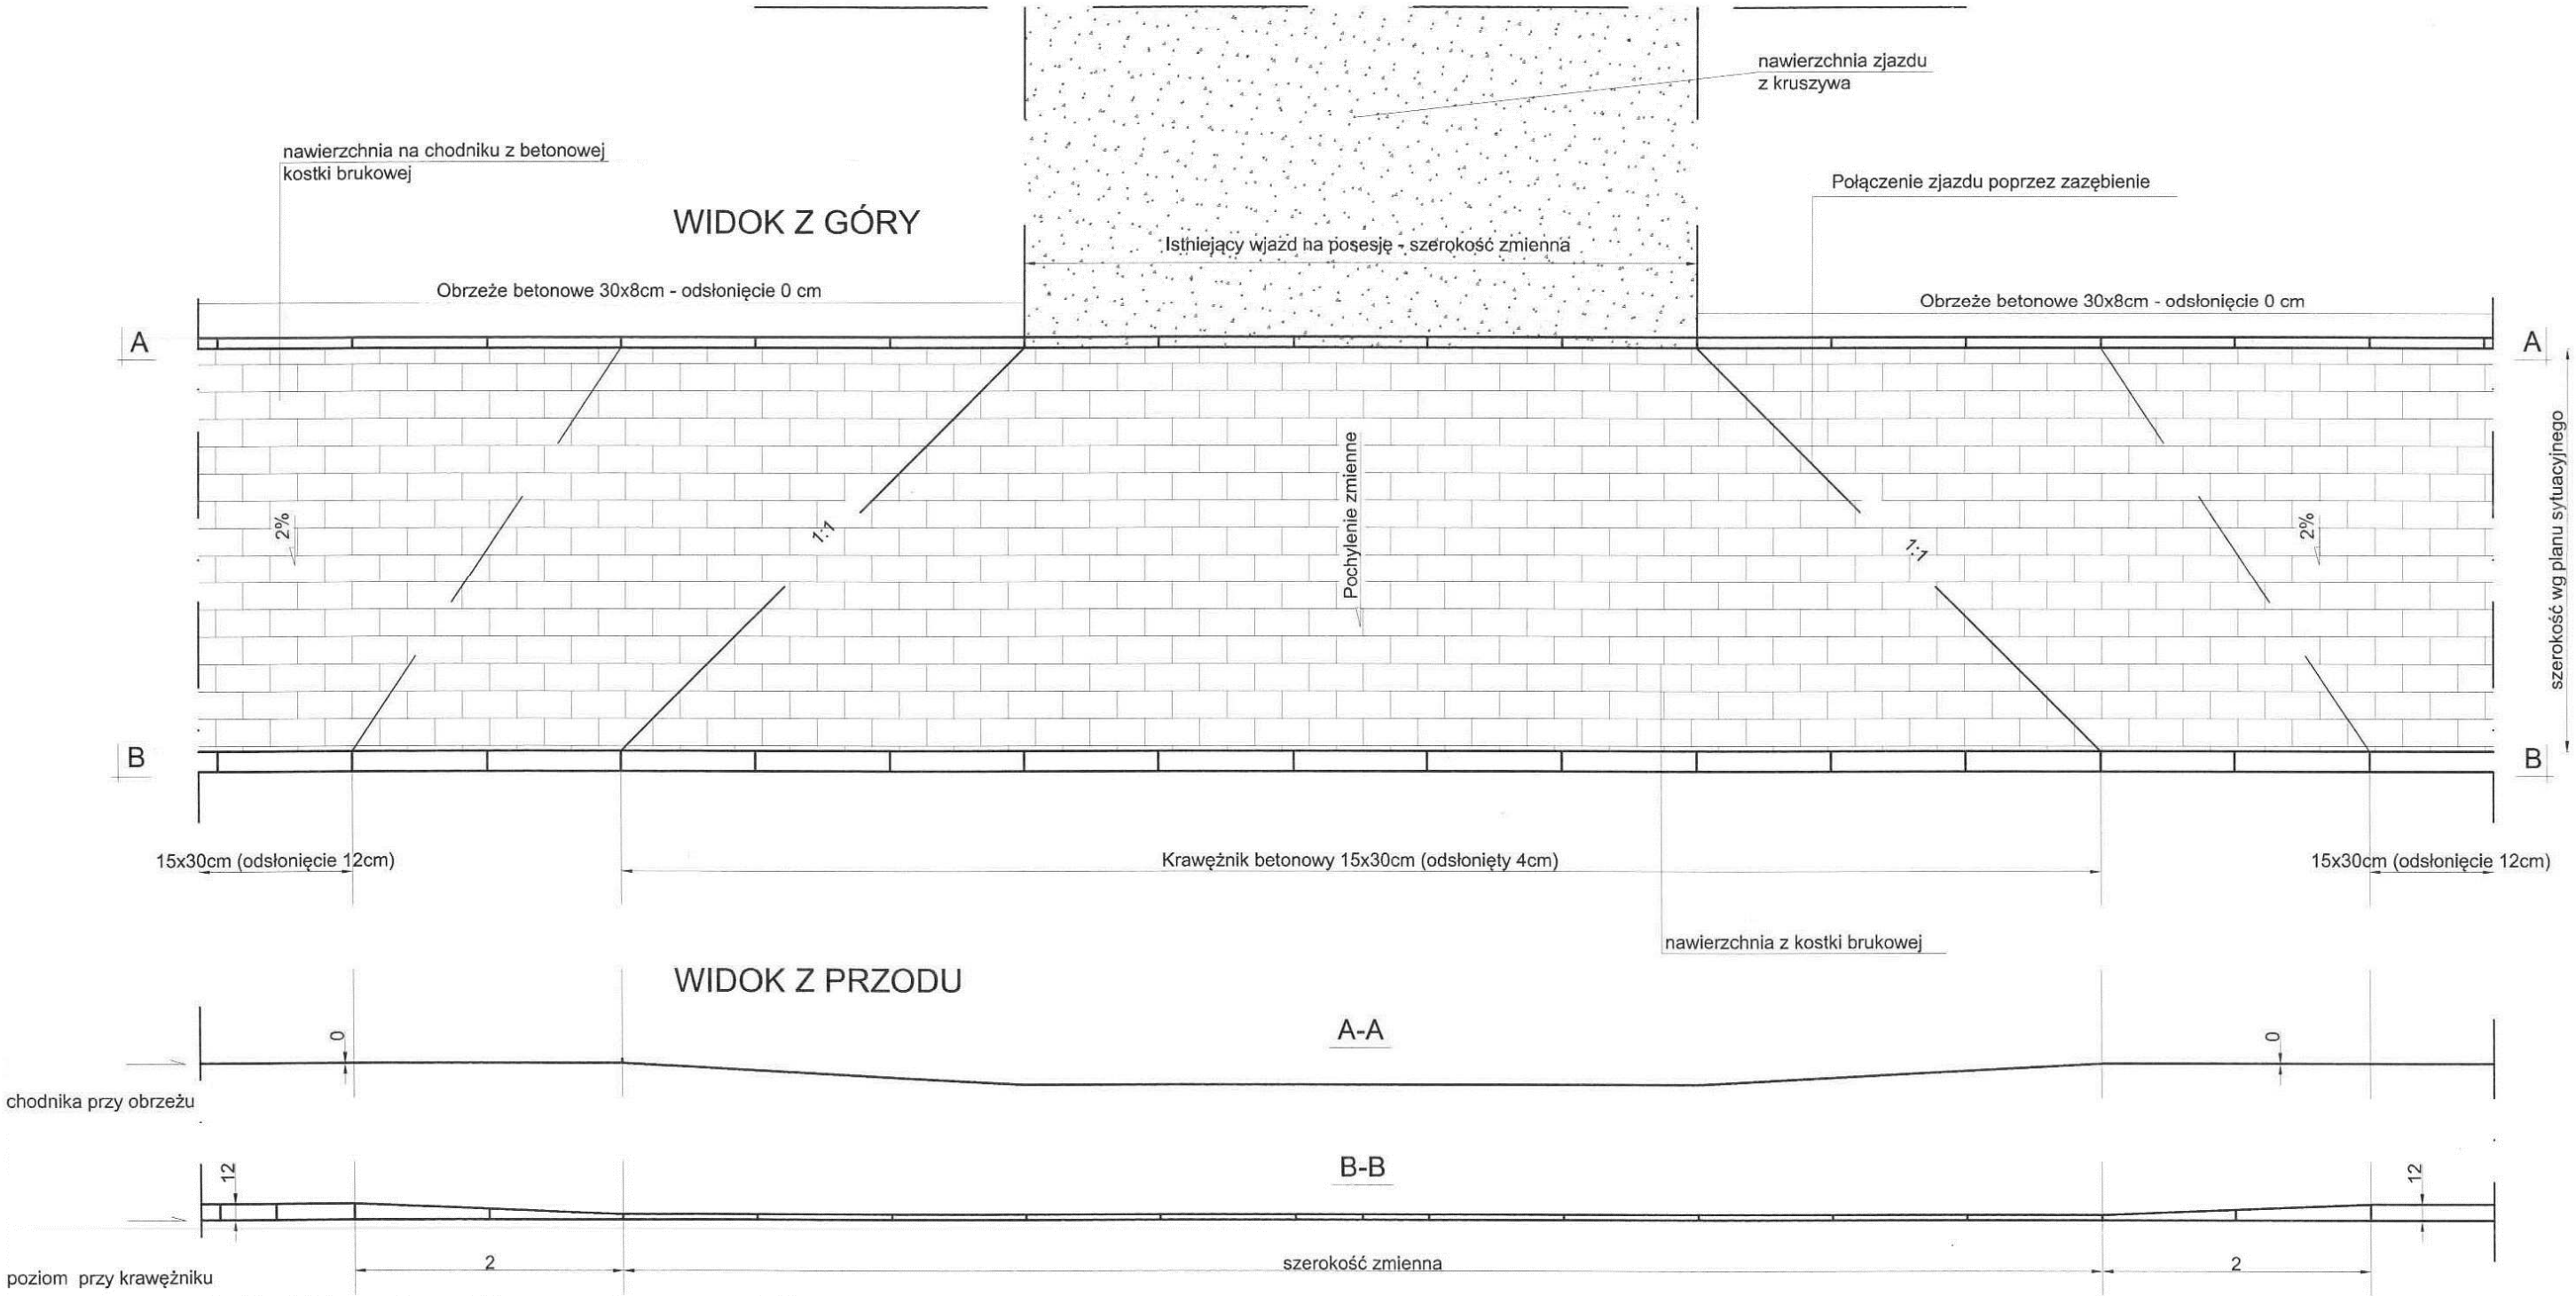 nawierzchnia zjazdu
z kruszywa
nawierzchnia na chodniku z betonowej
kostki brukowej
Połączenie zjazdu poprzez zazębienie
WIDOK Z GÓRY
Istniejący wjazd na posesję - szerokość zmienna
Obrzeże betonowe 30x8cm - odsłonięcie 0 cm
Obrzeże betonowe 30x8cm - odsłonięcie 0 cm
A
A
2%
1:1
Pochylenie zmienne
1:1
2%
szerokość wg planu sytuacyjnego
B
B
15x30cm (odsłonięcie 12cm)
Krawężnik betonowy 15x30cm (odsłonięty 4cm)
15x30cm (odsłonięcie 12cm)
nawierzchnia z kostki brukowej
WIDOK Z PRZODU
A-A
0
0
chodnika przy obrzeżu
B-B
12
12
2
szerokość zmienna
2
poziom przy krawężniku